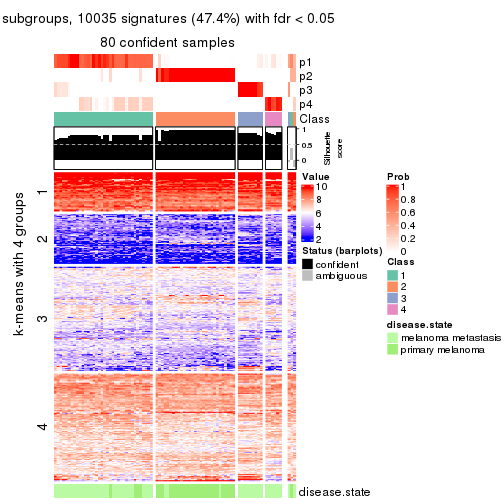 subgroups, 10035 signatures (47.4%) with fdr < 0.05
80 confident samples
p1
p2
p3
p4
Class
1
0.5
0
Silhouette
score
k-means with 4 groups
1
2
3
4
disease.state
Value
10
8
6
4
2
Status (barplots)
confident
ambiguous
Prob
1
0.8
0.6
0.4
0.2
0
Class
1
2
3
4
disease.state
melanoma metastasis
primary melanoma